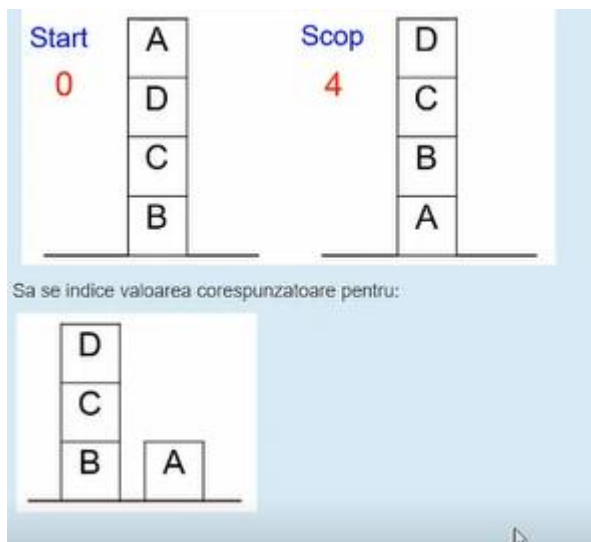 Start
0
A
D
C
B
Scop
4
D
C
B
A
Sa se indice valoarea corespunzatoare pentru:
D
C
B A